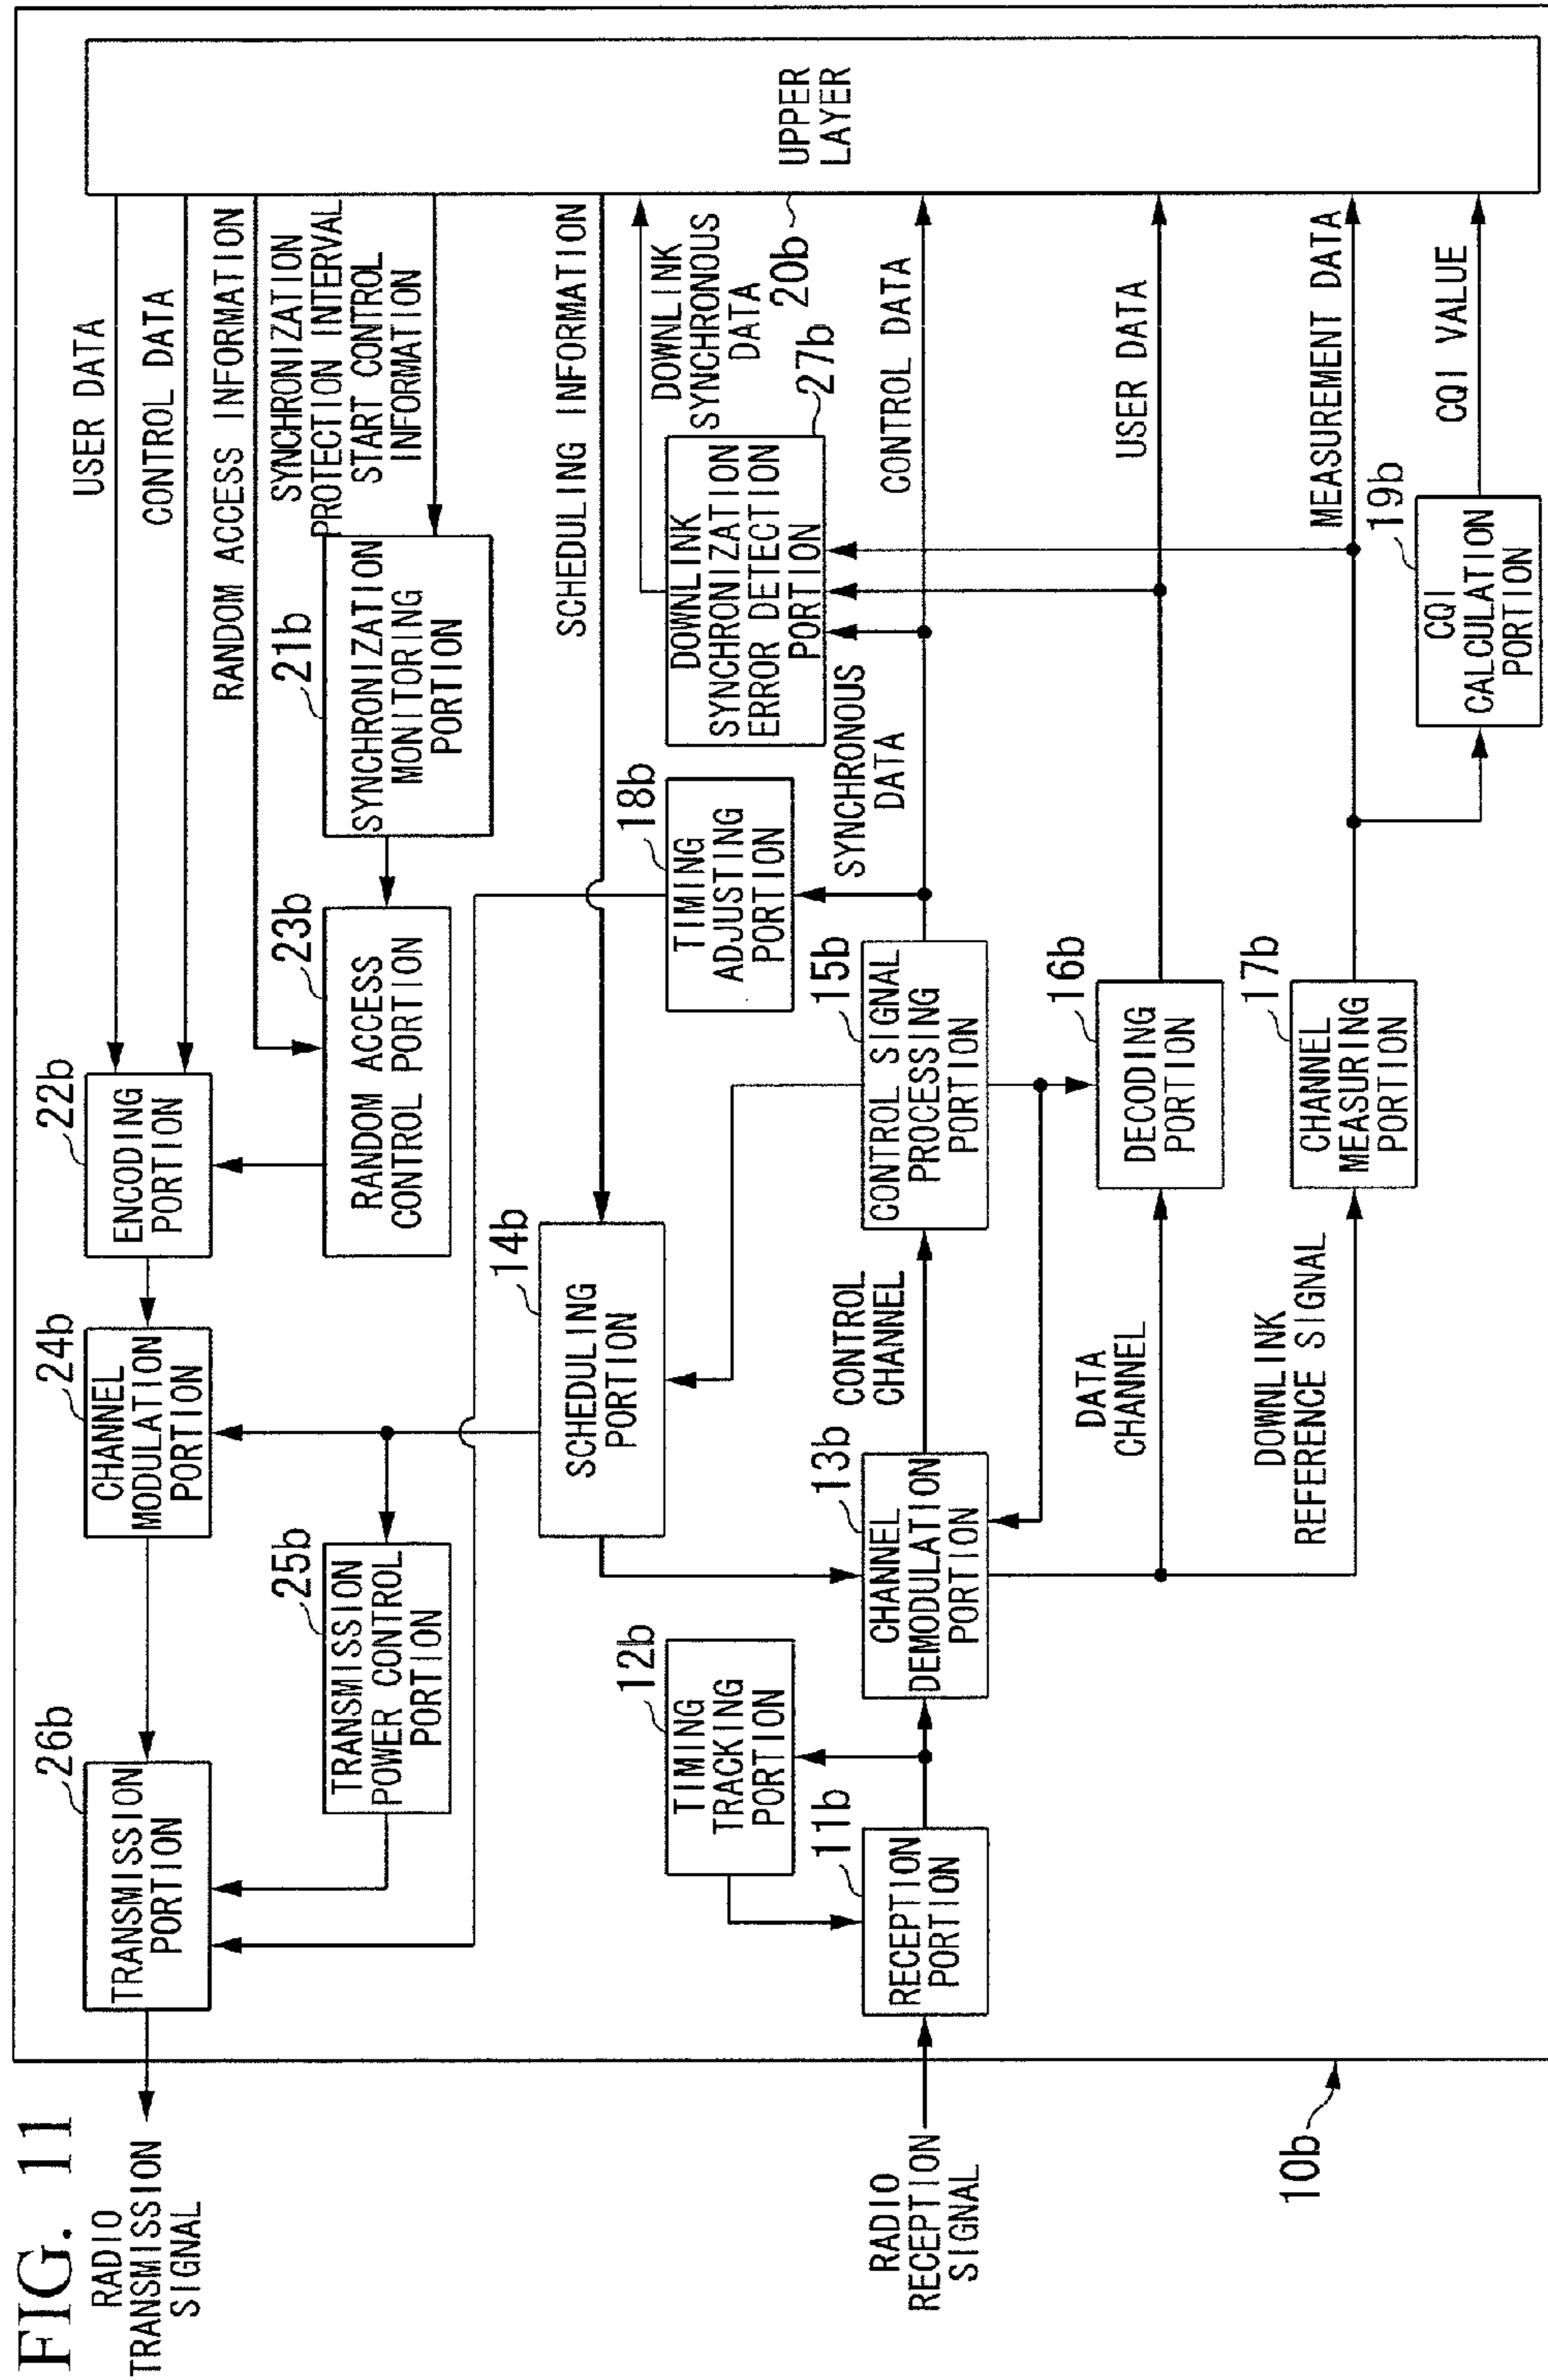 FIG. 11
RADIO
TRANSMISSION
SIGNAL
26b
TRANSMISSION
PORTION
24b
CHANNEL
MODULATION
PORTION
22b
ENCODING
PORTION
USER DATA
CONTROL DATA
RANDOM ACCESS INFORMATION
SYNCHRONIZATION
PROTECTION INTERVAL
START CONTROL
INFORMATION
25b
TRANSMISSION
POWER CONTROL
PORTION
23b
RANDOM ACCESS
CONTROL PORTION
21b
SYNCHRONIZATION
MONITORING
PORTION
14b
SCHEDULING
PORTION
SCHEDULING INFORMATION
12b
TIMING
TRACKING
PORTION
18b
TIMING
ADJUSTING
PORTION
DOWNLINK
SYNCHRONIZATION
ERROR DETECTION
PORTION
27b
DOWNLINK
SYNCHRONOUS
DATA
20b
UPPER
LAYER
RADIO
RECEPTION
SIGNAL
11b
RECEPTION
PORTION
13b
CHANNEL
DEMODULATION
PORTION
CONTROL
CHANNEL
15b
CONTROL SIGNAL
PROCESSING
PORTION
SYNCHRONOUS
DATA
CONTROL DATA
DATA
CHANNEL
16b
DECODING
PORTION
USER DATA
DOWNLINK
REFERENCE SIGNAL
17b
CHANNEL
MEASURING
PORTION
MEASUREMENT DATA
19b
CQI
CALCULATION
PORTION
CQI VALUE
10b